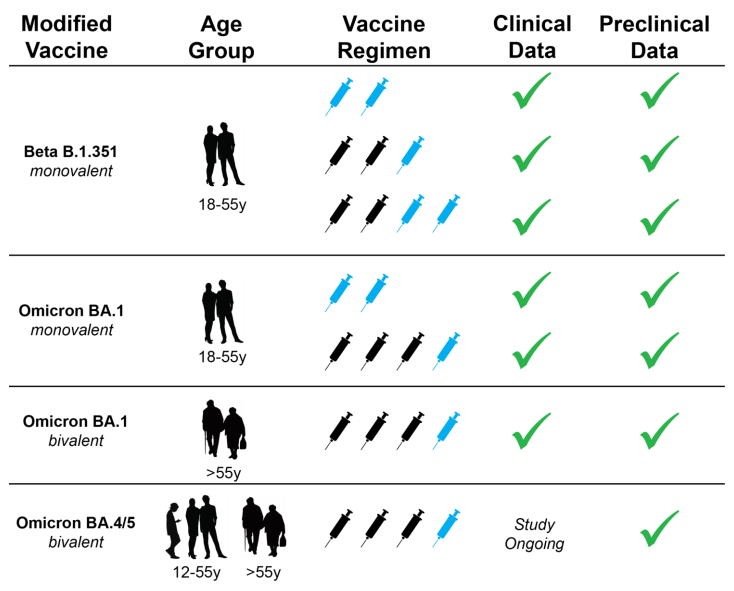 Modified Vaccine
Age Group
Vaccine Regimen
Clinical Data
Preclinical Data
Beta B.1.351
monovalent
18-55y
Omicron BA.1
monovalent
18-55y
Omicron BA.1
bivalent
>55y
Omicron BA.4/5
bivalent
12-55y
>55y
Study
Ongoing